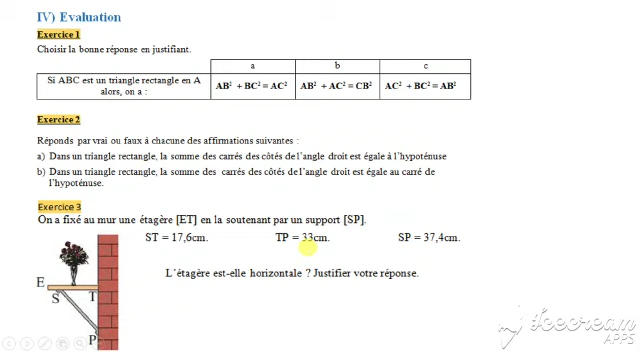 IV) Evaluation
Exercice 1
Choisir la bonne réponse en justifiant.
a b c
Si ABC est un triangle rectangle en A alors, on a : AB² + BC² = AC² AB² + AC² = CB² AC² + BC² = AB²
Exercice 2
Réponds par vrai ou faux à chacune des affirmations suivantes :
a) Dans un triangle rectangle, la somme des carrés des côtés de l'angle droit est égale à l'hypoténuse
b) Dans un triangle rectangle, la somme des carrés des côtés de l'angle droit est égale au carré de
l'hypoténuse.
Exercice 3
On a fixé au mur une étagère [ET] en la soutenant par un support [SP].
ST = 17,6cm. TP = 33cm. SP = 37,4cm.
L'étagère est-elle horizontale ? Justifier votre réponse.
E
S T
P
Icecream
APPS